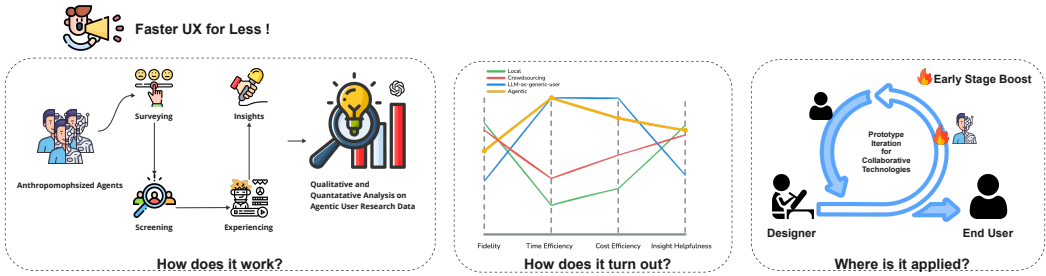 Faster UX for Less !
Surveying
Insights
Anthropomophsized Agents
Qualitative and
Quantatative Analysis on
Agentic User Research Data
Screening
Experiencing
How does it work?
Local
Crowdsourcing
LLM-as-generic-user
Agentic
Fidelity
Time Efficiency
Cost Efficiency
Insight Helpfulness
How does it turn out?
Early Stage Boost
Prototype
Iteration
for
Collaborative
Technologies
Designer
End User
Where is it applied?